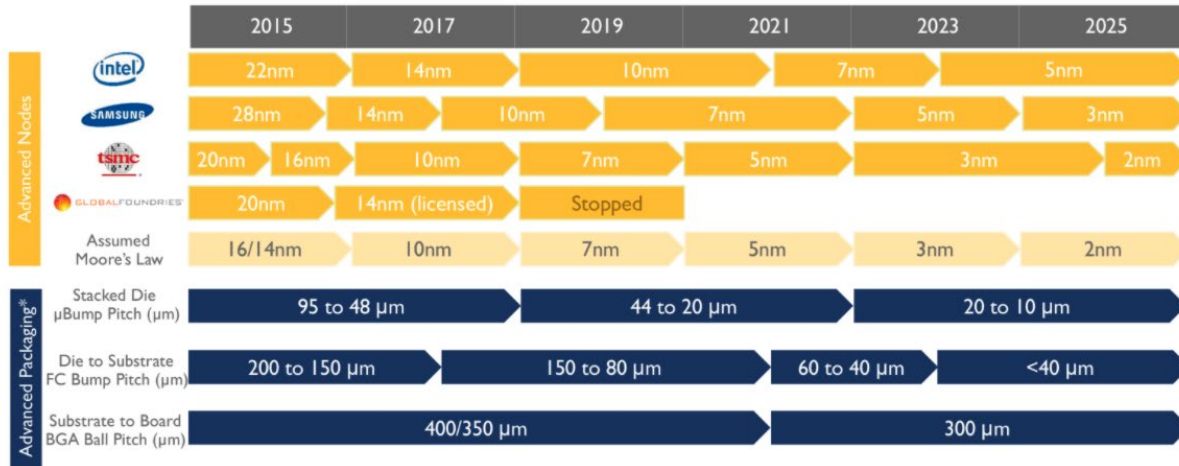 2015 2017 2019 2021 2023 2025
Advanced Nodes
intel 22nm 14nm 10nm 7nm 5nm
SAMSUNG 28nm 14nm 10nm 7nm 5nm 3nm
tsmc 20nm 16nm 10nm 7nm 5nm 3nm 2nm
GLOBALFOUNDRIES 20nm 14nm (licensed) Stopped
Assumed
Moore's Law 16/14nm 10nm 7nm 5nm 3nm 2nm
Advanced Packaging*
Stacked Die
µBump Pitch (µm) 95 to 48 µm 44 to 20 µm 20 to 10 µm
Die to Substrate
FC Bump Pitch (µm) 200 to 150 µm 150 to 80 µm 60 to 40 µm <40 µm
Substrate to Board
BGA Ball Pitch (µm) 400/350 µm 300 µm